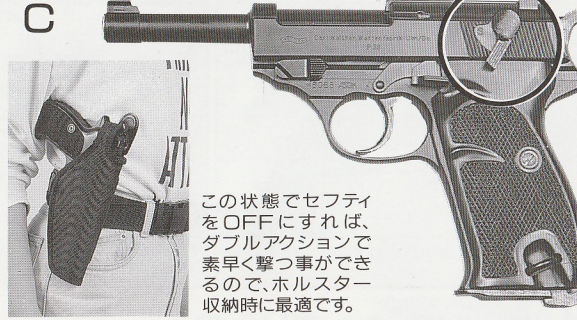 C
この状態でセフティ
をOFFにすれば、
ダブルアクションで
素早く撃つ事ができ
るので、ホルスター
収納時に最適です。